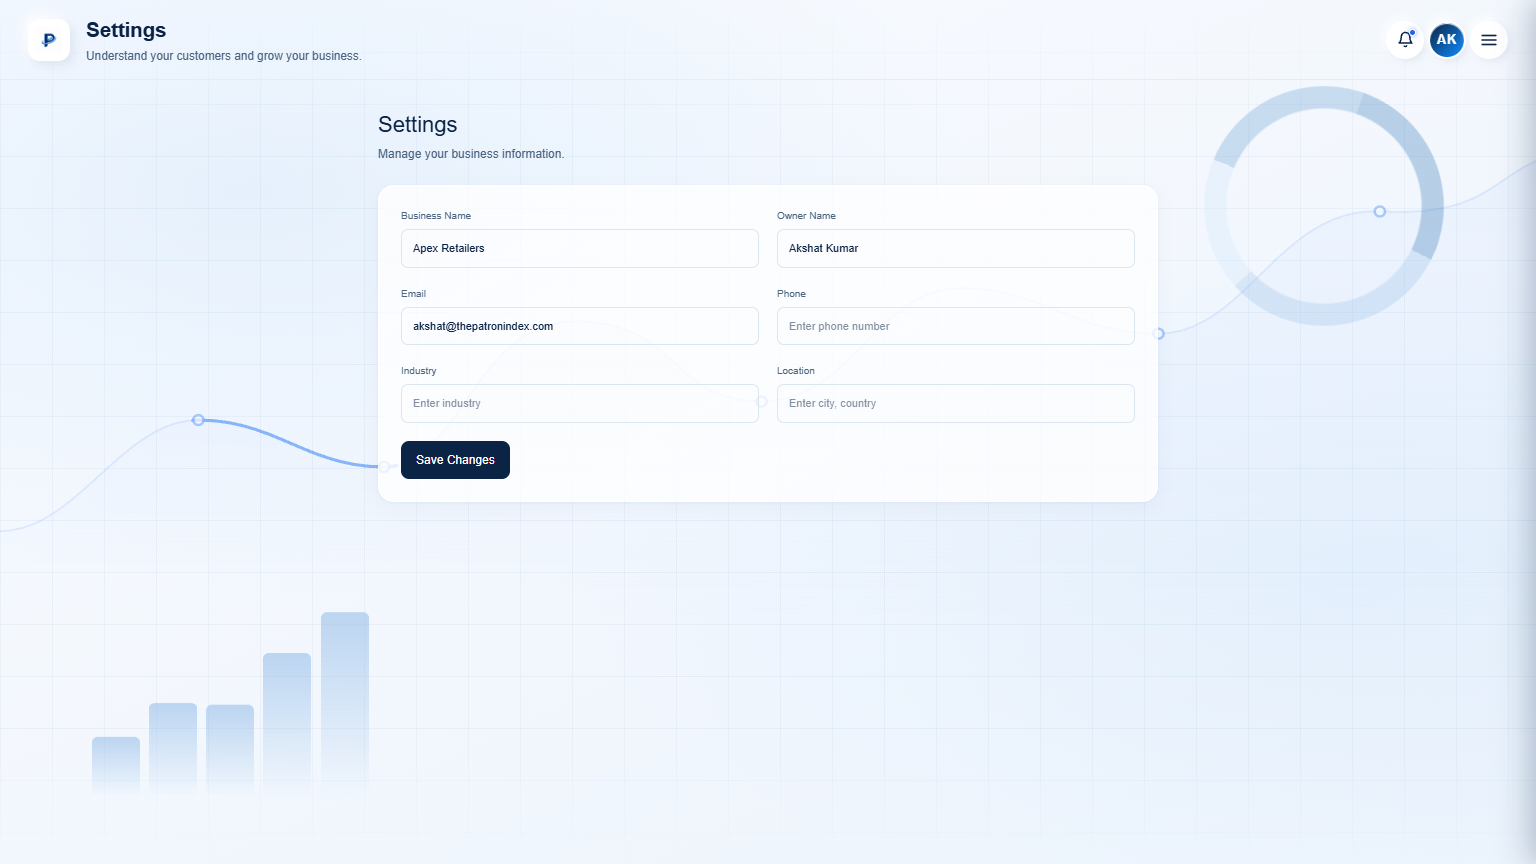 P
Settings
Understand your customers and grow your business.
AK
Settings
Manage your business information.
Business Name
Owner Name
Apex Retailers
Akshat Kumar
Email
Phone
akshat@thepatronindex.com
Enter phone number
Industry
Location
Enter industry
Enter city, country
Save Changes